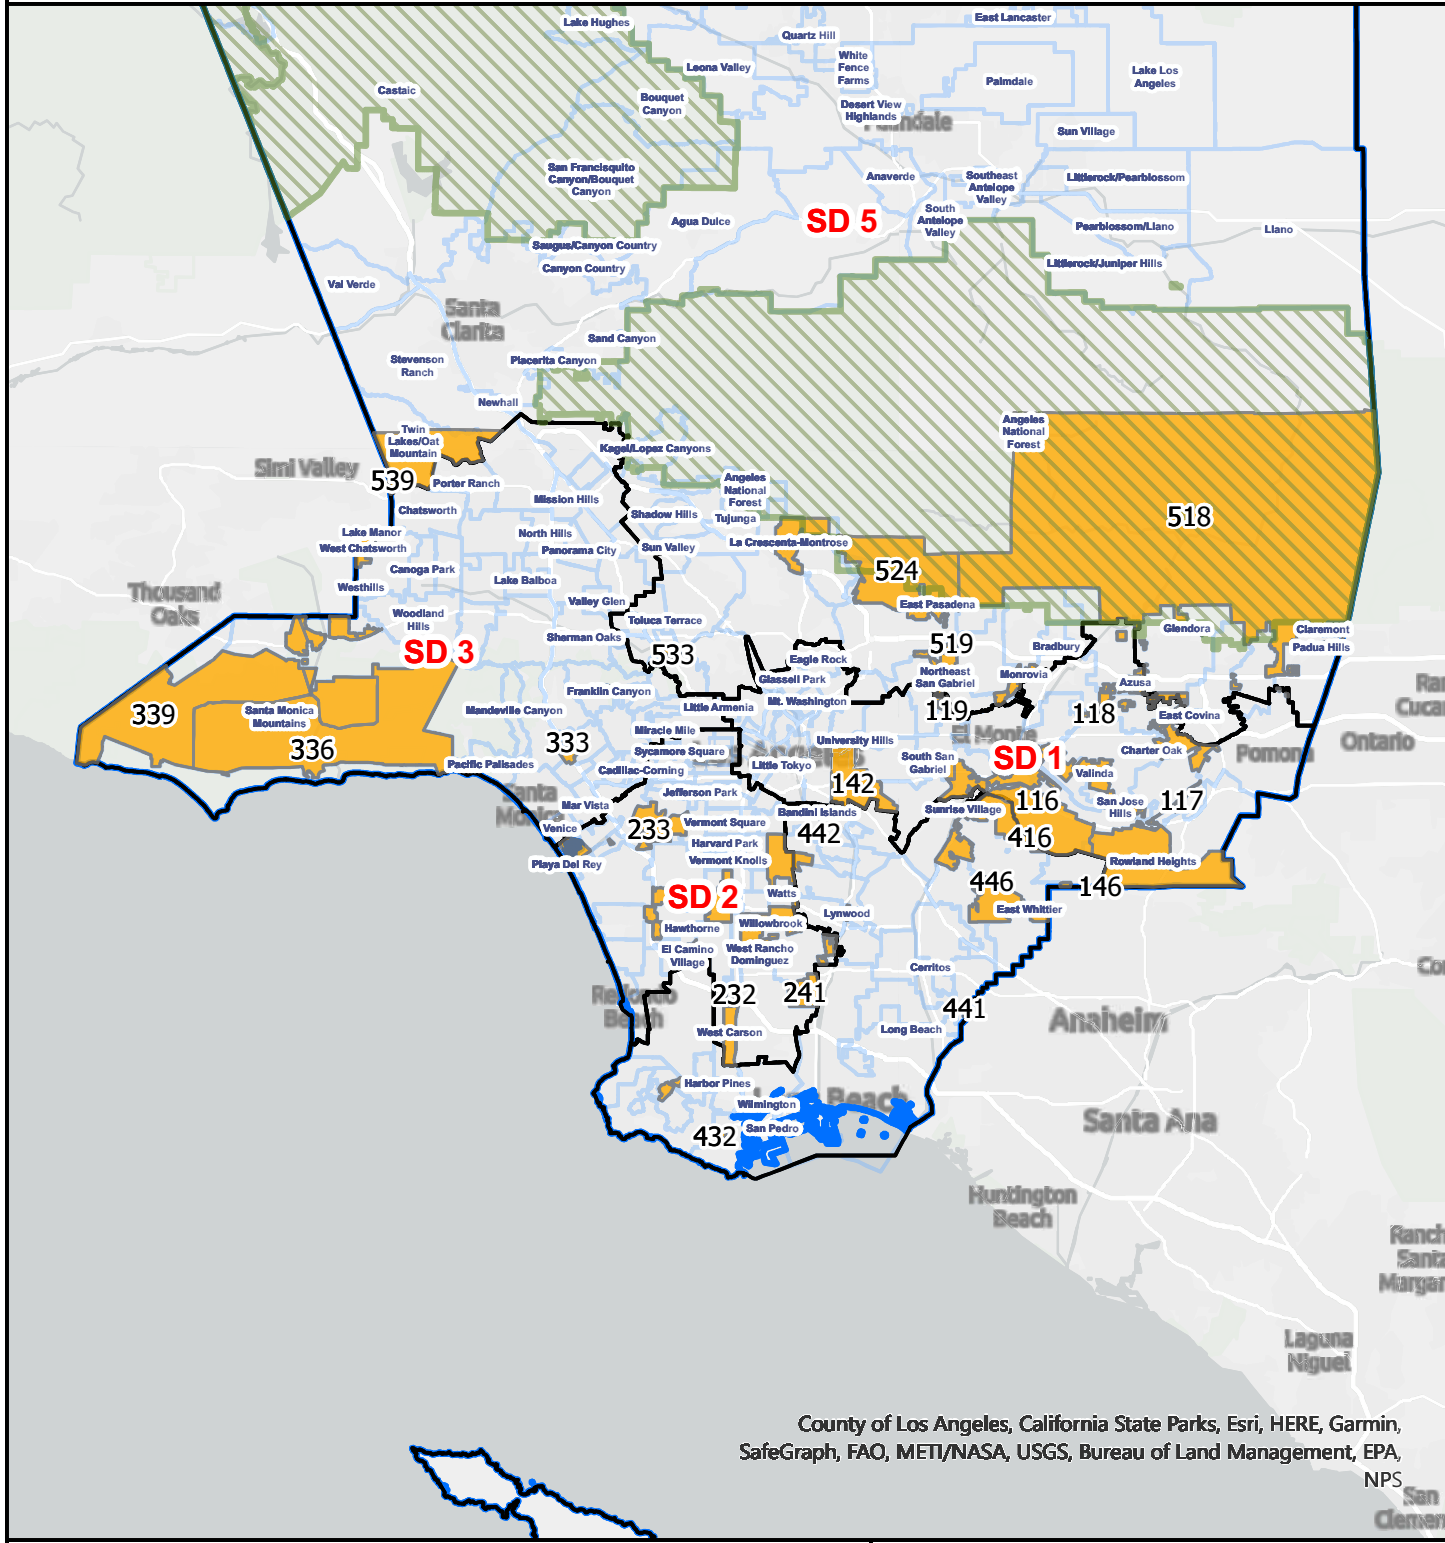 Lake Hughes
East Lancaster
Quartz Hill
White
Fence
Farms
Leona Valley
Palmdale
Lake Los
Angeles
Castaic
Bouquet
Canyon
Desert View
Highlands
Palmdale
Sun Village
San Francisquito
Canyon/Bouquet
Canyon
Anaverde
Southeast
Antelope
Valley
Littlerock/Pearblossom
Agua Dulce
SD 5
South
Antelope
Valley
Pearblossom/Llano
Llano
Saugus/Canyon Country
Canyon Country
Littlerock/Juniper Hills
Val Verde
Santa
Clarita
Sand Canyon
Stevenson
Ranch
Placerita Canyon
Newhall
Twin
Lakes/Oat
Mountain
Angeles
National
Forest
Kagel/Lopez Canyons
Simi Valley
539
Porter Ranch
Angeles
National
Forest
Mission Hills
Chatsworth
Shadow Hills
Tujunga
518
Lake Manor
North Hills
La Crescenta-Montrose
West Chatsworth
Panorama City
Sun Valley
Canoga Park
524
Thousand
Oaks
Westhills
Lake Balboa
Valley Glen
East Pasadena
Woodland
Hills
Toluca Terrace
Glendora
Claremont
Sherman Oaks
SD 3
533
519
Bradbury
Padua Hills
Eagle Rock
Northeast
San Gabriel
Monrovia
Glassell Park
Azusa
Franklin Canyon
Mt. Washington
339
Santa Monica
Mountains
Mandeville Canyon
Little Armenia
119
118
East Covina
336
333
Miracle Mile
University Hills
El Monte
Sycamore Square
Charter Oak
Pomona
Ontario
Pacific Palisades
Cadillac-Corning
Little Tokyo
South San
Gabriel
SD 1
Valinda
142
Santa
Mar Vista
Jefferson Park
Bandini Islands
Sunrise Village
116
San Jose
Hills
117
Venice
233
Vermont Square
442
416
Playa Del Rey
Harvard Park
Vermont Knolls
Rowland Heights
SD 2
Watts
446
146
Hawthorne
Willowbrook
Lynwood
East Whittier
El Camino
Village
West Rancho
Dominguez
Cerritos
Redondo
Beach
232
241
441
West Carson
Long Beach
Anaheim
Harbor Pines
Wilmington
Beach
432
San Pedro
Santa Ana
Huntington
Beach
Laguna
Niguel
County of Los Angeles, California State Parks, Esri, HERE, Garmin,
SafeGraph, FAO, METI/NASA, USGS, Bureau of Land Management, EPA,
NPS
San